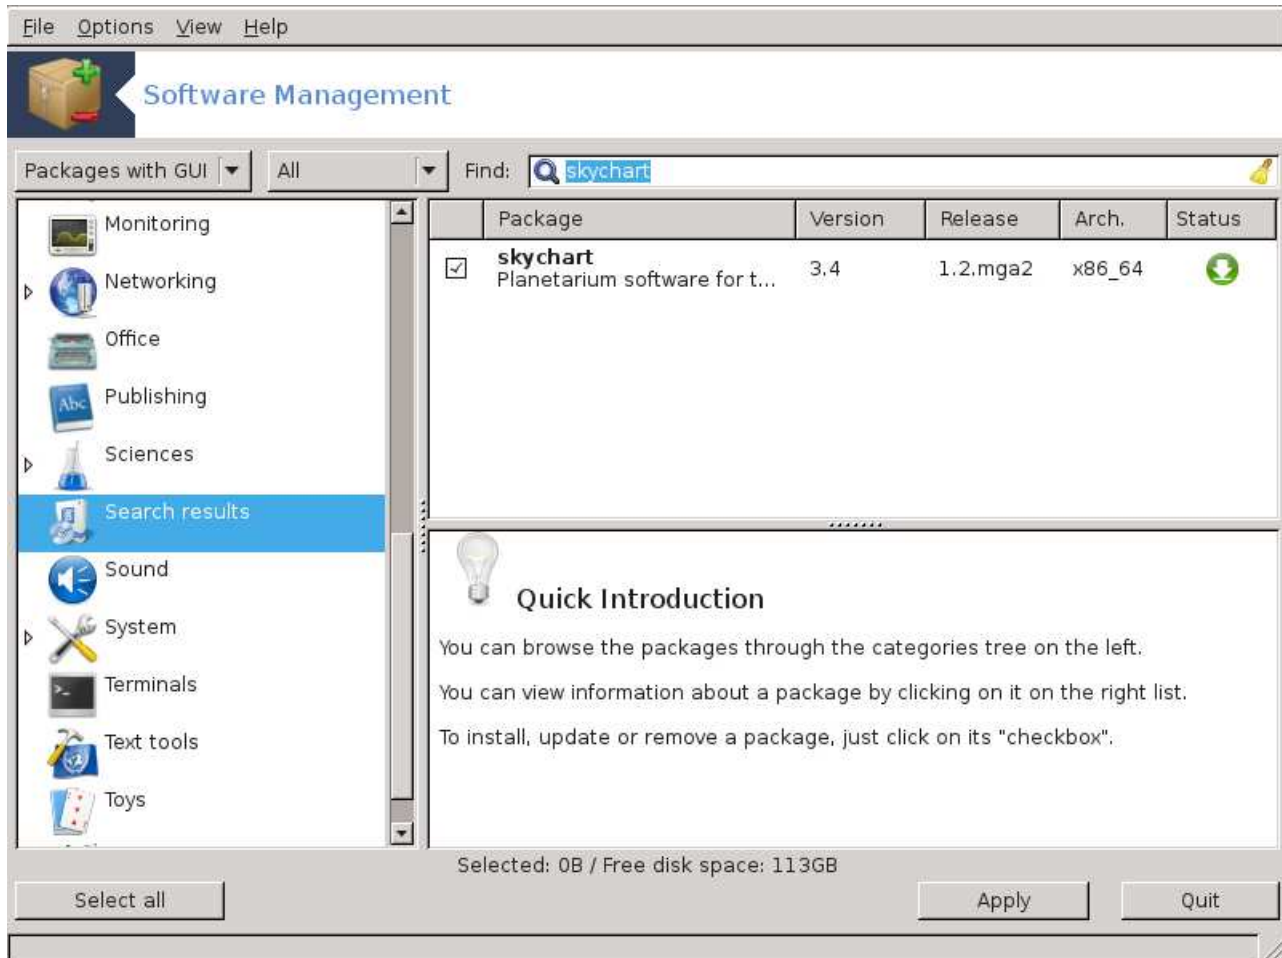 File Options View Help
Software Management
Packages with GUI All Find: skychart
Monitoring
Networking
Office
Abc
Publishing
Sciences
Search results
Sound
System
>_
Terminals
Text tools
Toys
Package Version Release Arch. Status
skychart
Planetarium software for t... 3.4 1.2.mga2 x86_64
Quick Introduction
You can browse the packages through the categories tree on the left.
You can view information about a package by clicking on it on the right list.
To install, update or remove a package, just click on its "checkbox".
Selected: 0B / Free disk space: 113GB
Select all Apply Quit